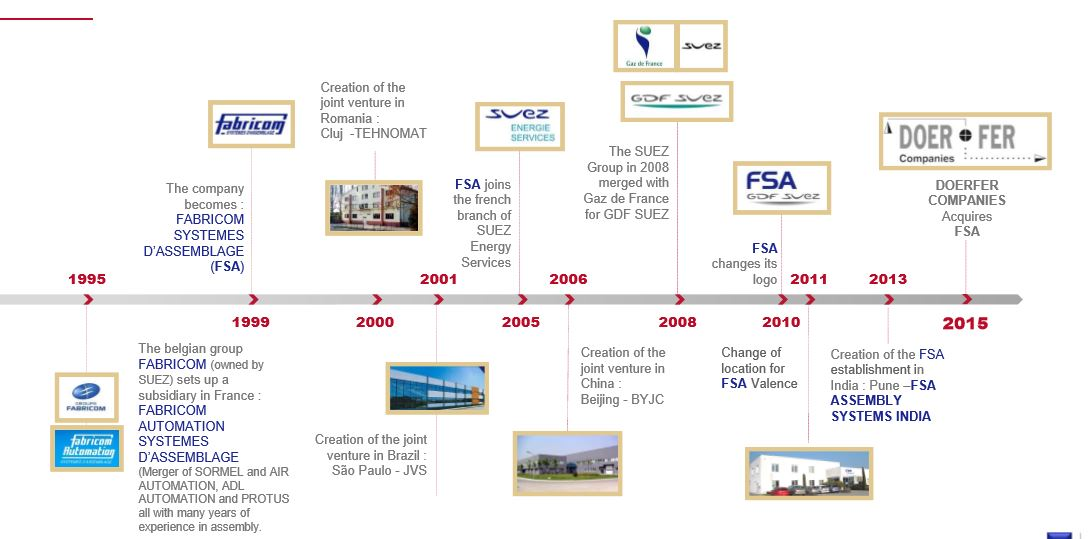 Gaz de France
SUEZ
GDF SUEZ
Creation of the
joint venture in
Romania :
Cluj -TEHNOMAT
fabricom
SYSTÈMES D'ASSEMBLAGE
SUEZ
ENERGIE
SERVICES
DOER FER
Companies
The SUEZ
Group in 2008
merged with
Gaz de France
for GDF SUEZ
FSA
GDF SUEZ
The company
becomes :
FABRICOM
SYSTEMES
D'ASSEMBLAGE
(FSA)
FSA joins
the french
branch of
SUEZ
Energy
Services
DOERFER
COMPANIES
Acquires
FSA
FSA
changes its
logo
1995
2001
2006
2011
2013
1999
2000
2005
2008
2010
2015
GROUPE
FABRICOM
fabricom
Automation
SYSTÈMES D'ASSEMBLAGE
The belgian group
FABRICOM (owned by
SUEZ) sets up a
subsidiary in France :
FABRICOM
AUTOMATION
SYSTEMES
D'ASSEMBLAGE
(Merger of SORMEL and AIR
AUTOMATION, ADL
AUTOMATION and PROTUS
all with many years of
experience in assembly.
Creation of the joint
venture in Brazil :
São Paulo - JVS
Creation of the
joint venture in
China :
Beijing - BYJC
Change of
location for
FSA Valence
Creation of the FSA
establishment in
India : Pune –FSA
ASSEMBLY
SYSTEMS INDIA